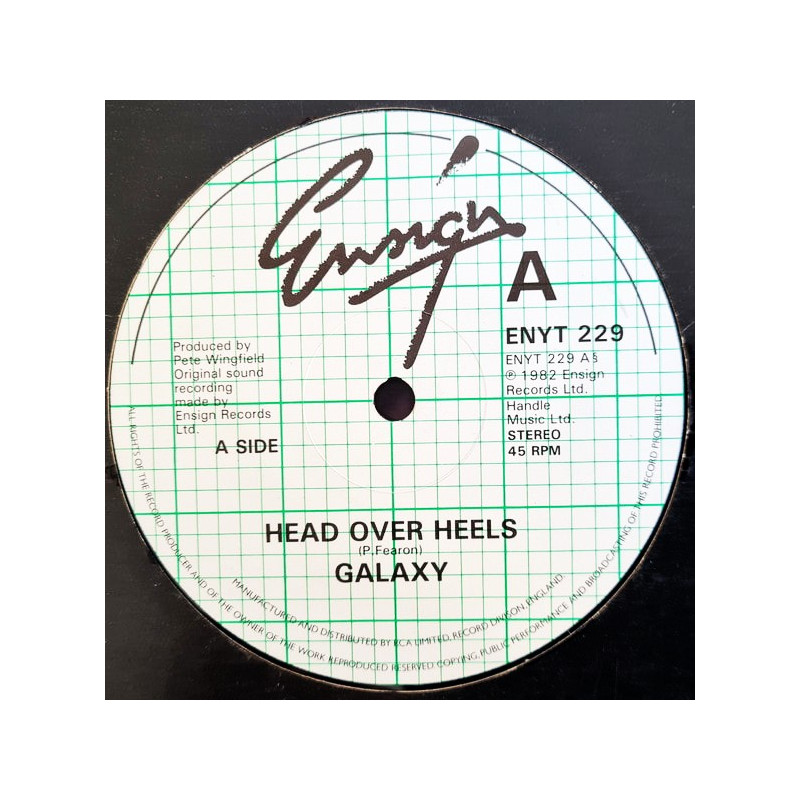 Ensign
A
ENYT 229
ENYT 229 A§
℗ 1982 Ensign
Records Ltd.
Handle
Music Ltd.
STEREO
45 RPM
Produced by
Pete Wingfield
Original sound
recording
made by
Ensign Records
Ltd.
A SIDE
HEAD OVER HEELS
(P.Fearon)
GALAXY
MANUFACTURED AND DISTRIBUTED BY RCA LIMITED, RECORD DIVISON, ENGLAND.
ALL RIGHTS OF THE RECORD PRODUCER AND OF THE OWNER OF THE WORK REPRODUCED RESERVED COPYING, PUBLIC PERFORMANCE AND BROADCASTING OF THIS RECORD PROHIBITED